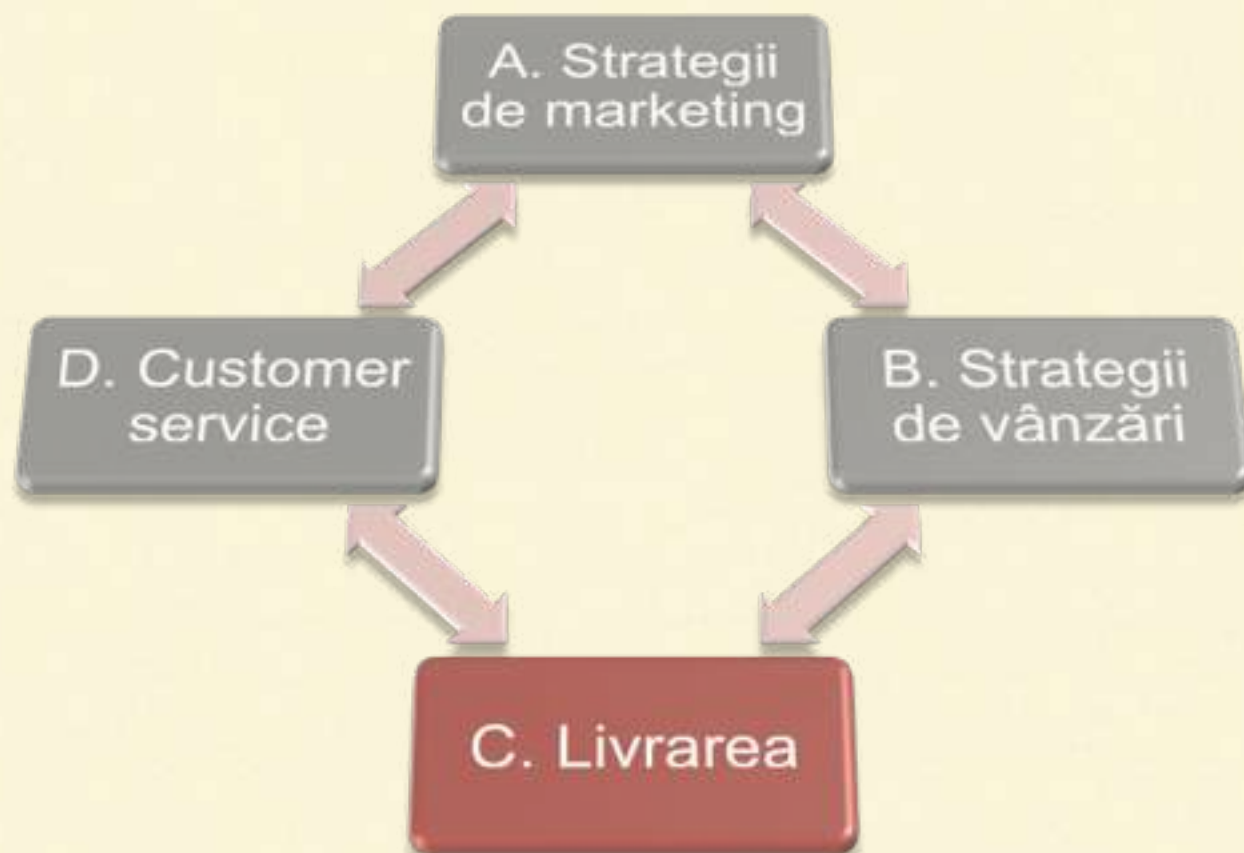 A. Strategii
de marketing
D. Customer
service
B. Strategii
de vânzări
C. Livrarea